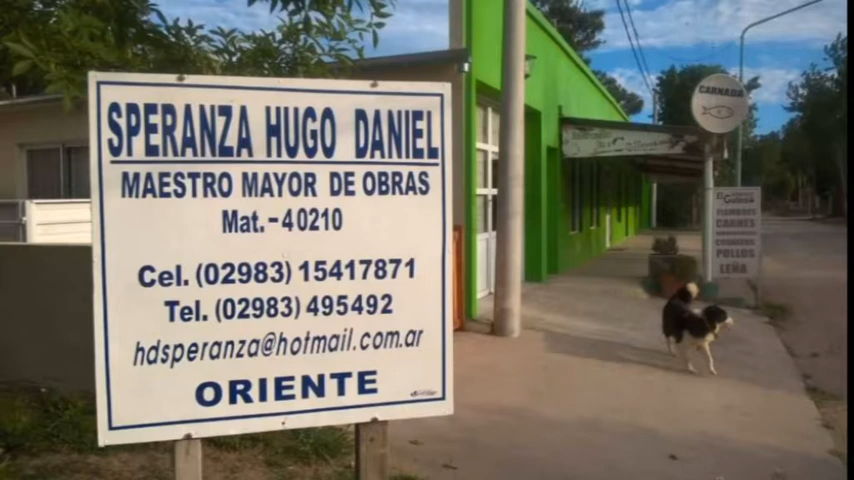 SPERANZA HUGO DANIEL
MAESTRO MAYOR DE OBRAS
Mat.-40210
Cel. (02983) 15417871
Tel. (02983) 495492
hdsperanza@hotmail.com.ar
ORIENTE
CARNADA
El
FIAMBRES
CARNES
POLLOS
LEÑA